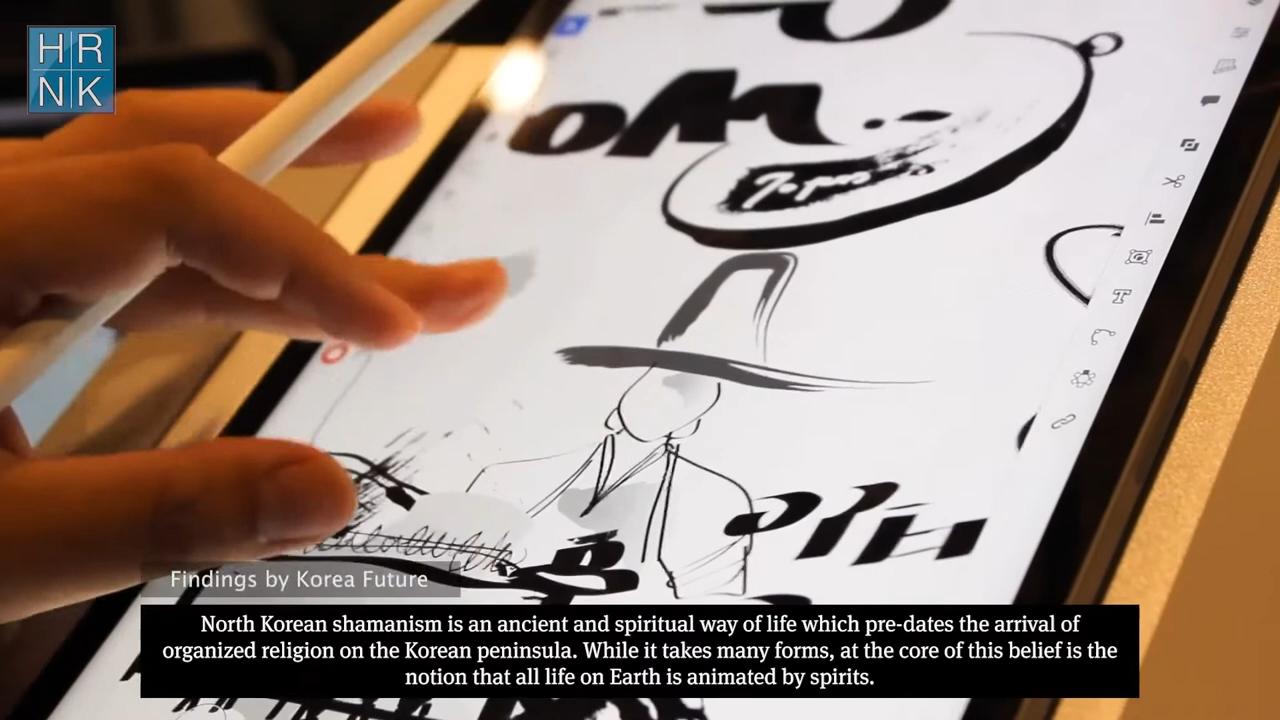 HR
NK
Findings by Korea Future
North Korean shamanism is an ancient and spiritual way of life which pre-dates the arrival of
organized religion on the Korean peninsula. While it takes many forms, at the core of this belief is the
notion that all life on Earth is animated by spirits.